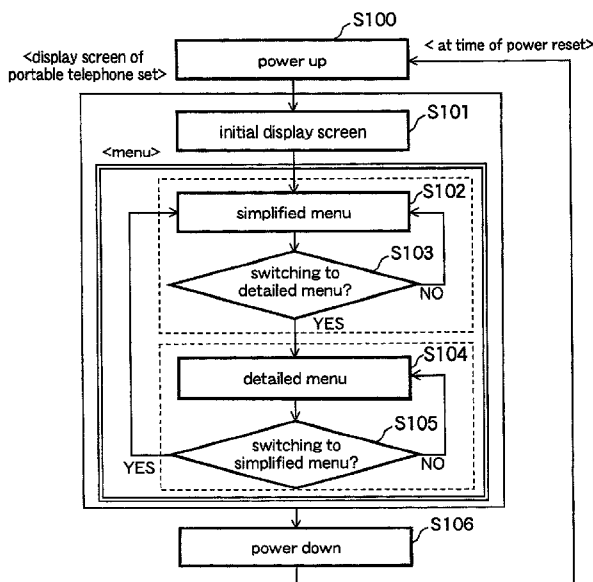 S100
< at time of power reset>
<display screen of
portable telephone set>
power up
S101
initial display screen
<menu>
S102
simplified menu
S103
switching to
detailed menu?
NO
YES
S104
detailed menu
S105
switching to
simplified menu?
YES
NO
S106
power down